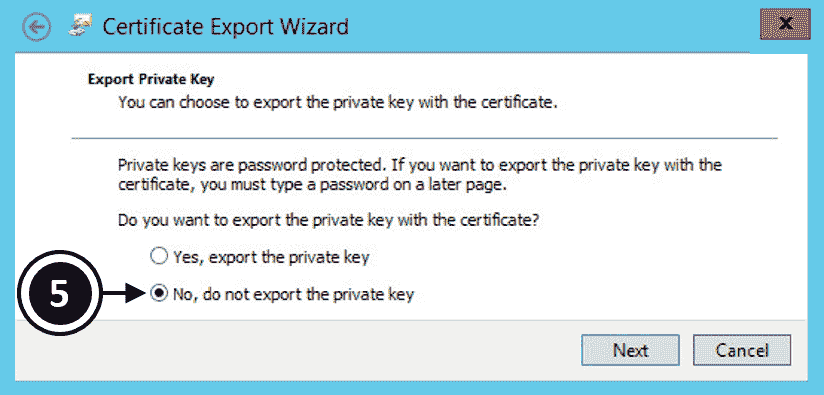 Certificate Export Wizard
X
Export Private Key
You can choose to export the private key with the certificate.
Private keys are password protected. If you want to export the private key with the
certificate, you must type a password on a later page.
Do you want to export the private key with the certificate?
Yes, export the private key
5
No, do not export the private key
Next
Cancel